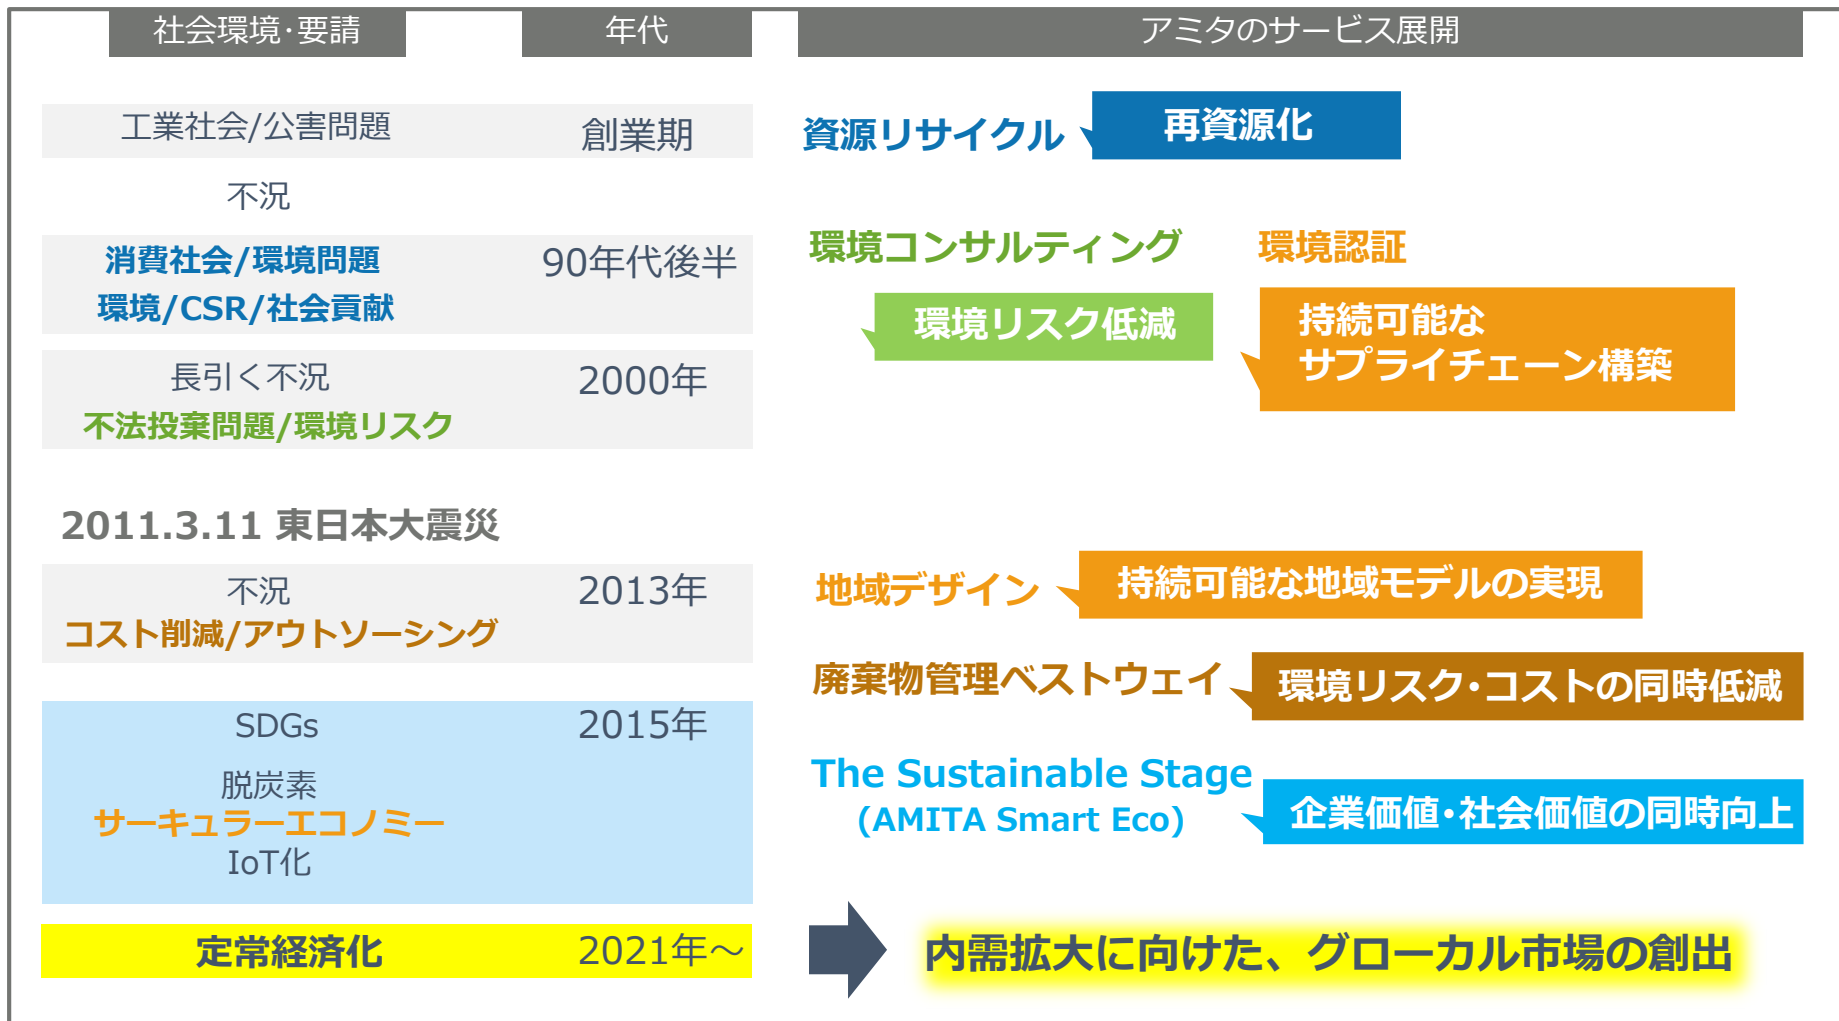 社会環境・要請
年代
アミタのサービス展開
工業社会/公害問題
創業期
資源リサイクル
再資源化
不況
消費社会/環境問題
環境/CSR/社会貢献
90年代後半
環境コンサルティング
環境認証
環境リスク低減
持続可能な
サプライチェーン構築
長引く不況
2000年
不法投棄問題/環境リスク
2011.3.11 東日本大震災
不況
2013年
コスト削減/アウトソーシング
地域デザイン
持続可能な地域モデルの実現
廃棄物管理ベストウェイ
環境リスク・コストの同時低減
SDGs
2015年
脱炭素
サーキュラーエコノミー
IoT化
The Sustainable Stage
(AMITA Smart Eco)
企業価値・社会価値の同時向上
定常経済化
2021年～
内需拡大に向けた、グローカル市場の創出